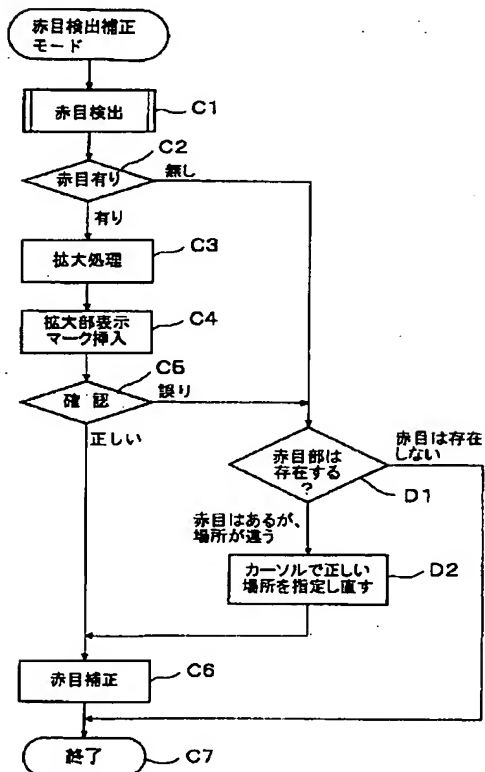 赤目検出補正
モード
赤目検出
C1
C2
赤目有り
無し
有り
拡大処理
C3
拡大部表示
マーク挿入
C4
C5
確 認
誤り
正しい
赤目部は
存在する
?
赤目は存在
しない
D1
赤目はあるが、
場所が違う
カーソルで正しい
場所を指定し直す
D2
赤目補正
C6
終了
C7